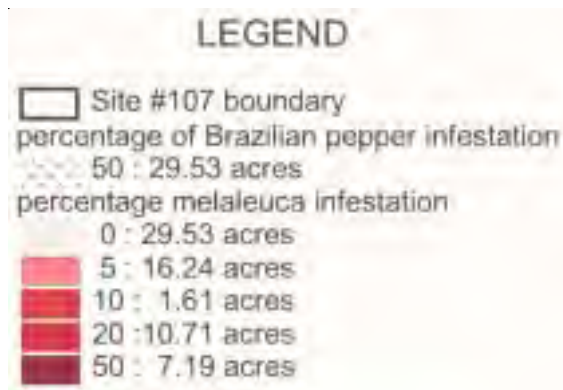 LEGEND
Site #107 boundary
percentage of Brazilian pepper infestation
50 : 29.53 acres
percentage melaleuca infestation
0 : 29.53 acres
5 : 16.24 acres
10 : 1.61 acres
20 :10.71 acres
50 : 7.19 acres